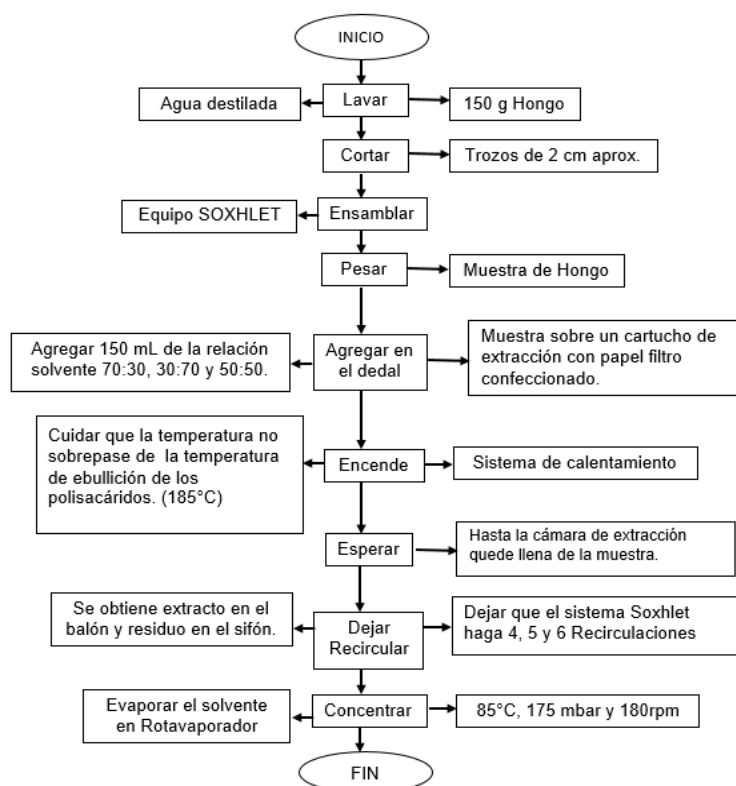 INICIO
Agua destilada
Lavar
150 g Hongo
Cortar
Trozos de 2 cm aprox.
Equipo SOXHLET
Ensamblar
Pesar
Muestra de Hongo
Agregar 150 mL de la relación
solvente 70:30, 30:70 y 50:50.
Agregar en
el dedal
Muestra sobre un cartucho de
extracción con papel filtro
confeccionado.
Cuidar que la temperatura no
sobrepase de la temperatura
de ebullición de los
polisacáridos. (185°C)
Encende
Sistema de calentamiento
Esperar
Hasta la cámara de extracción
quede llena de la muestra.
Se obtiene extracto en el
balón y residuo en el sifón.
Dejar
Recircular
Dejar que el sistema Soxhlet
haga 4, 5 y 6 Recirculaciones
Evaporar el solvente
en Rotavaporador
Concentrar
85°C, 175 mbar y 180rpm
FIN